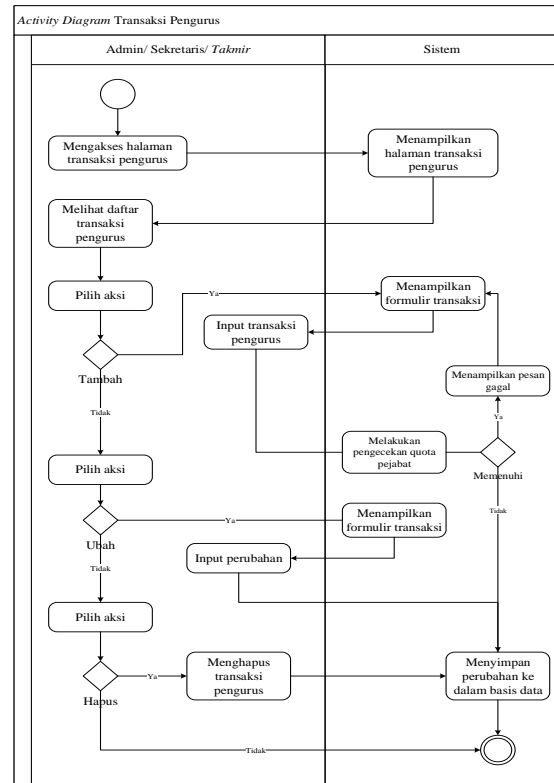 Activity Diagram Transaksi Pengurus
Admin/ Sekretaris/ Takmir
Sistem
Mengakses halaman
transaksi pengurus
Menampilkan
halaman transaksi
pengurus
Melihat daftar
transaksi
pengurus
Pilih aksi
Ya
Menampilkan
formulir transaksi
Input transaksi
pengurus
Tambah
Menampilkan pesan
gagal
Tidak
Ya
Melakukan
pengecekan quota
pejabat
Memenuhi
Pilih aksi
Ubah
Ya
Menampilkan
formulir transaksi
Tidak
Tidak
Input perubahan
Pilih aksi
Hapus
Ya
Menghapus
transaksi
pengurus
Menyimpan
perubahan ke
dalam basis data
Tidak